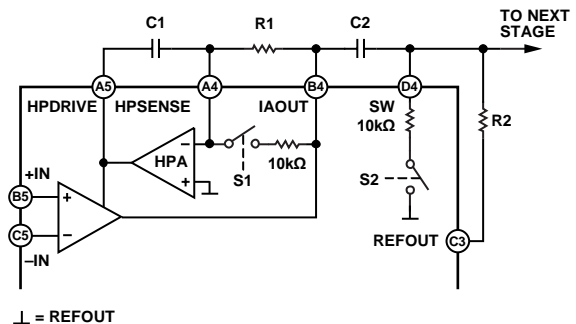 TO NEXT
STAGE
C1
R1
C2
A5
A4
B4
D4
HPDRIVE
HPSENSE
IAOUT
SW
10kΩ
R2
HPA
–
+
S1
10kΩ
S2
+IN
B5
+
C5
–
–IN
REFOUT
C3
⊥ = REFOUT